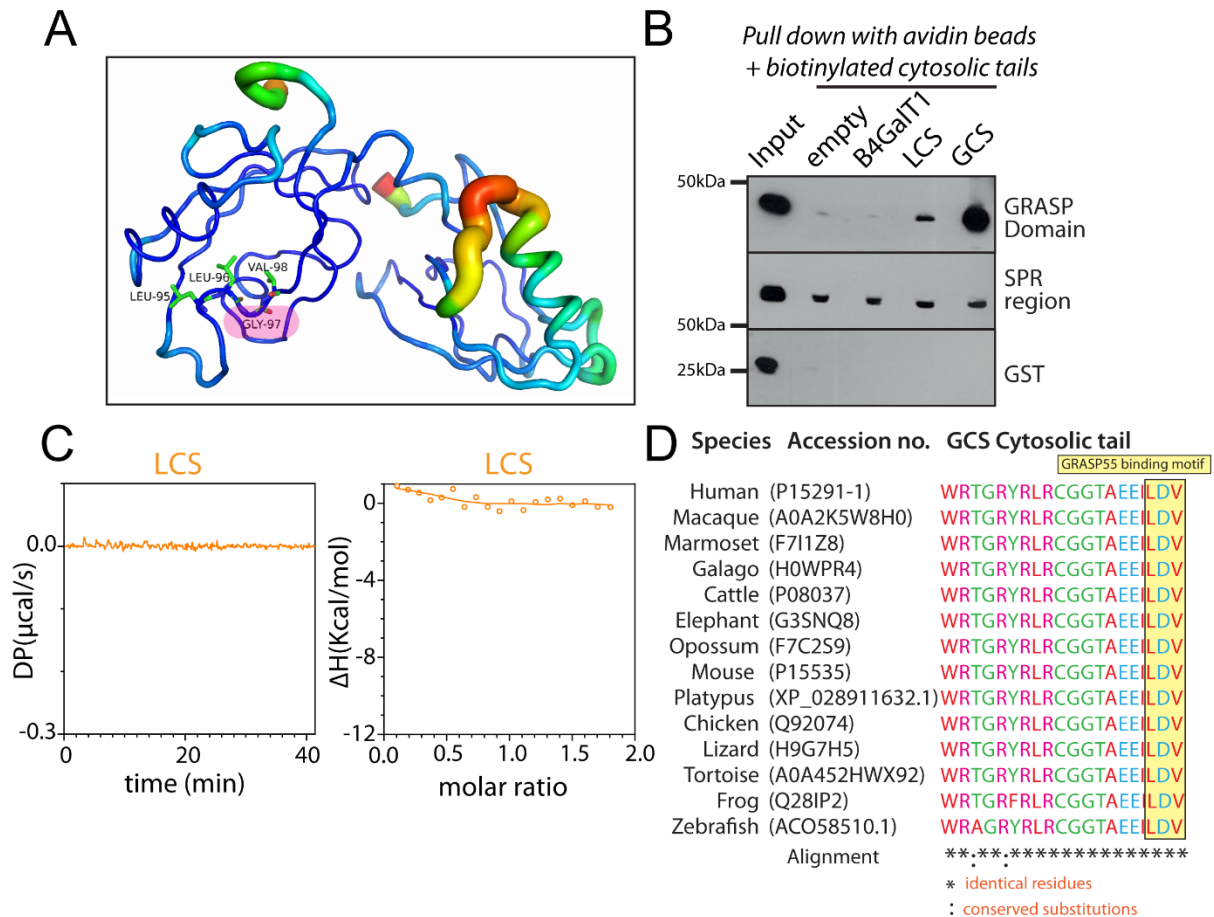 A
LEU-95
LEU-96
VAL-98
GLY-97
B
Pull down with avidin beads
+ biotinylated cytosolic tails
Input
empty
B4GalT1
LCS
GCS
50kDa
GRASP
Domain
SPR
region
50kDa
25kDa
GST
C
LCS
DP(µcal/s)
0.0
-0.3
0
20
40
time (min)
LCS
ΔH(Kcal/mol)
0
-4
-8
-12
0.0
0.5
1.0
1.5
2.0
molar ratio
D
Species Accession no. GCS Cytosolic tail
GRASP55 binding motif
Human (P15291-1) WRTGRYRLRCGGTAEEILDV
Macaque (A0A2K5W8H0) WRTGRYRLRCGGTAEEILDV
Marmoset (F7I1Z8) WRTGRYRLRCGGTAEEILDV
Galago (H0WPR4) WRTGRYRLRCGGTAEEILDV
Cattle (P08037) WRTGRYRLRCGGTAEEILDV
Elephant (G3SNQ8) WRTGRYRLRCGGTAEEILDV
Opossum (F7C2S9) WRTGRYRLRCGGTAEEILDV
Mouse (P15535) WRTGRYRLRCGGTAEEILDV
Platypus (XP_028911632.1) WRTGRYRLRCGGTAEEILDV
Chicken (Q92074) WRTGRYRLRCGGTAEEILDV
Lizard (H9G7H5) WRTGRYRLRCGGTAEEILDV
Tortoise (A0A452HWX92) WRTGRYRLRCGGTAEEILDV
Frog (Q28IP2) WRTGRFRLRCGGTAEEILDV
Zebrafish (ACO58510.1) WRAGRYRLRCGGTAEEILDV
Alignment **:**:**************
* identical residues
: conserved substitutions